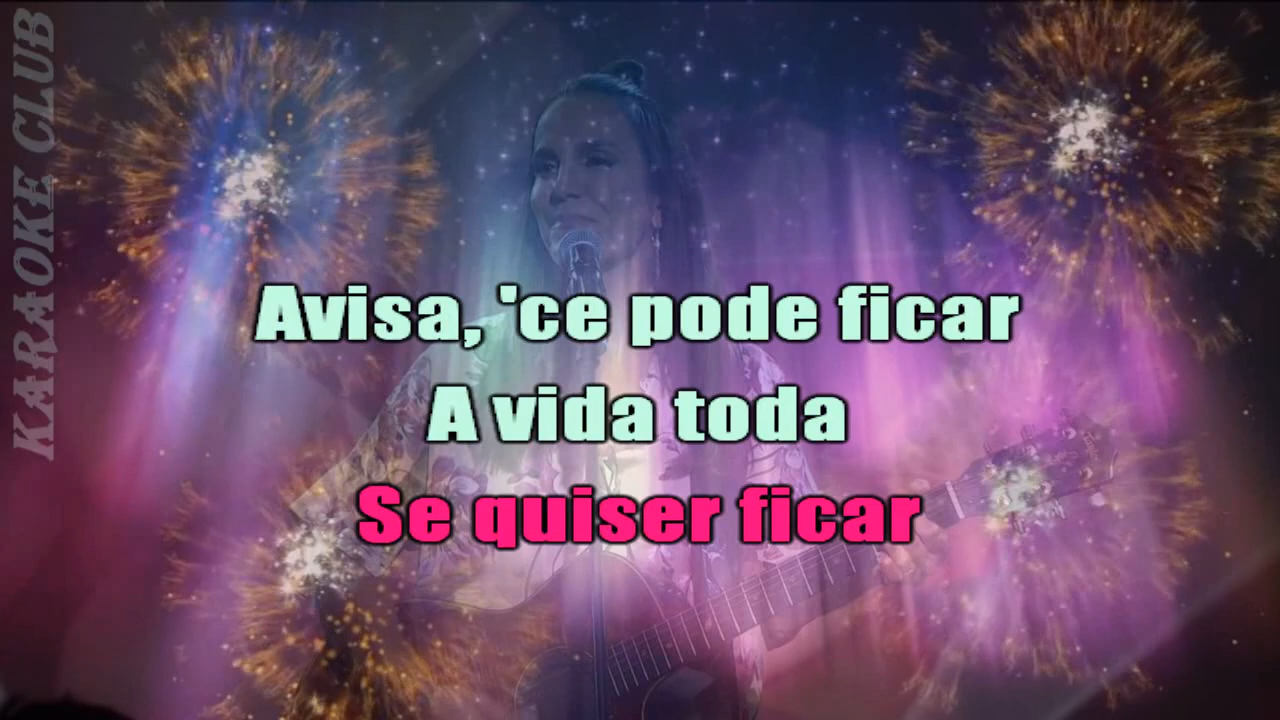 KARAOKE CLUB
Avisa, 'ce pode ficar
A vida toda
Se quiser ficar